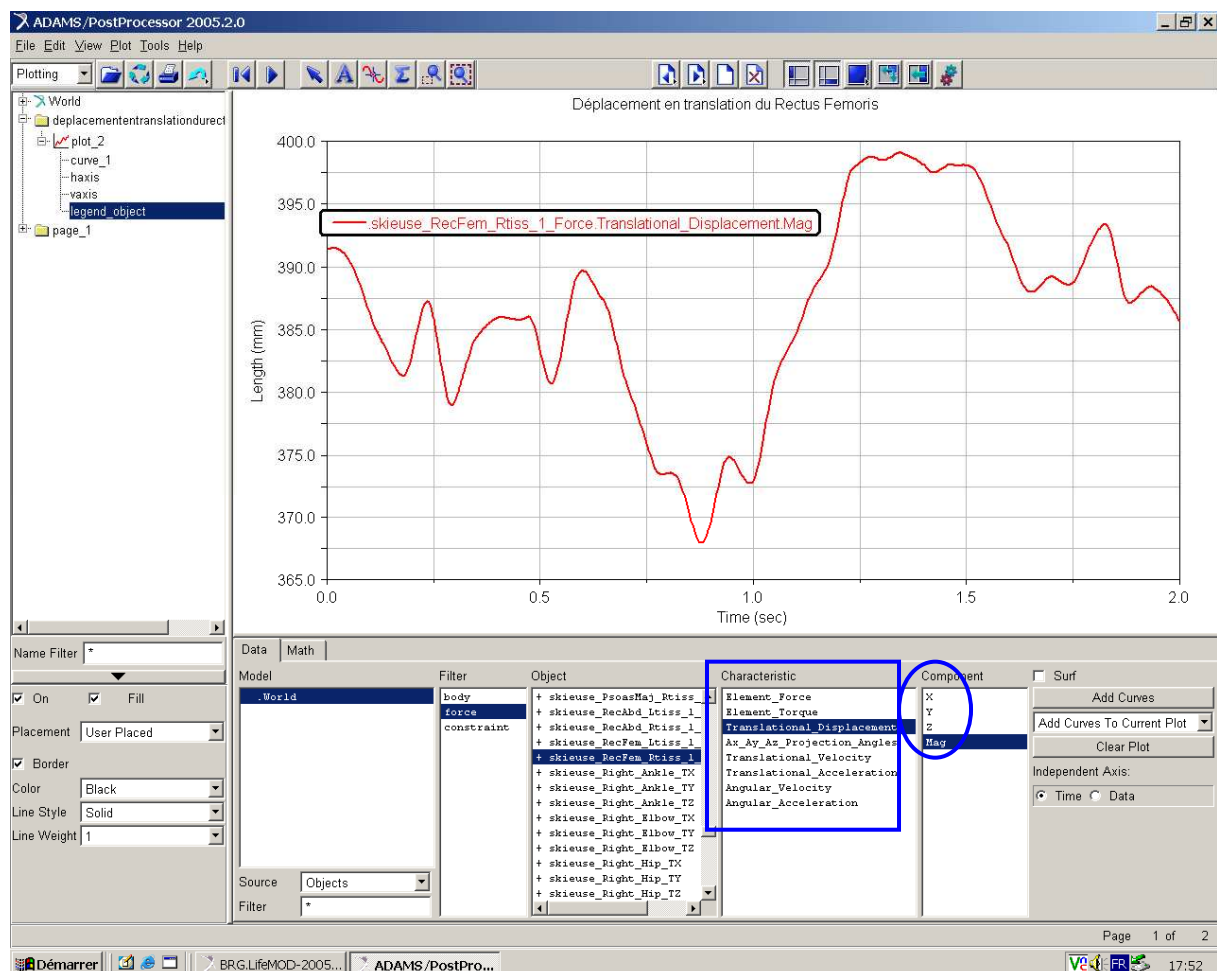 ADAMS/PostProcessor 2005.2.0
File Edit View Plot Tools Help
Plotting
World
deplacemententranslationdurect
plot_2
curve_1
haxis
vaxis
legend_object
page_1
Déplacement en translation du Rectus Femoris
400.0
395.0
390.0
385.0
380.0
375.0
370.0
365.0
Length (mm)
.skieuse_RecFem_Rtiss_1_Force.Translational_Displacement.Mag
0.0 0.5 1.0 1.5 2.0
Time (sec)
Name Filter *
On Fill
Placement User Placed
Border
Color Black
Line Style Solid
Line Weight 1
Data Math
Model
.World
Source Objects
Filter *
Filter
body
force
constraint
Object
+ skieuse_PsoasMaj_Rtiss_
+ skieuse_RecAbd_Ltiss_1_
+ skieuse_RecAbd_Rtiss_1_
+ skieuse_RecFem_Ltiss_1_
+ skieuse_RecFem_Rtiss_1_
+ skieuse_Right_Ankle_TX
+ skieuse_Right_Ankle_TY
+ skieuse_Right_Ankle_TZ
+ skieuse_Right_Elbow_TX
+ skieuse_Right_Elbow_TY
+ skieuse_Right_Elbow_TZ
+ skieuse_Right_Hip_TX
+ skieuse_Right_Hip_TY
+ skieuse_Right_Hip_TZ
Characteristic
Element_Force
Element_Torque
Translational_Displacement
Ax_Ay_Az_Projection_Angles
Translational_Velocity
Translational_Acceleration
Angular_Velocity
Angular_Acceleration
Component
X
Y
Z
Mag
Surf
Add Curves
Add Curves To Current Plot
Clear Plot
Independent Axis:
Time Data
Page 1 of 2
Démarrer BRG.LifeMOD-2005... ADAMS/PostPro... FR 17:52